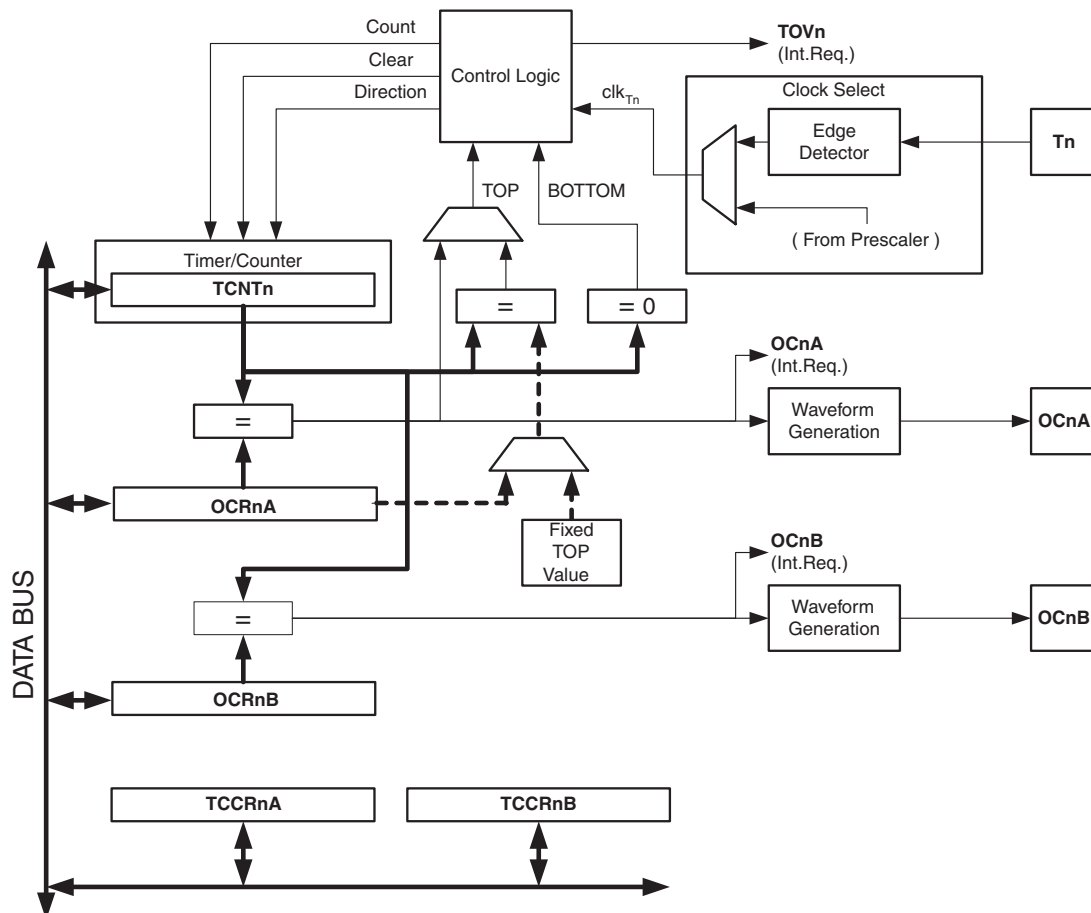 Count
Clear
Direction
Control Logic
TOVn
(Int.Req.)
clkTn
Clock Select
Edge
Detector
Tn
( From Prescaler )
TOP
BOTTOM
Timer/Counter
TCNTn
=
= 0
OCnA
(Int.Req.)
=
Waveform
Generation
OCnA
OCRnA
Fixed
TOP
Value
OCnB
(Int.Req.)
=
Waveform
Generation
OCnB
OCRnB
DATA BUS
TCCRnA
TCCRnB